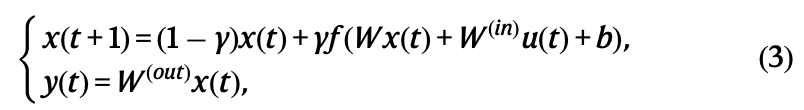 x(t + 1) = (1 − γ)x(t) + γf(Wx(t) + W^(in)u(t) + b),
y(t) = W^(out)x(t),
(3)